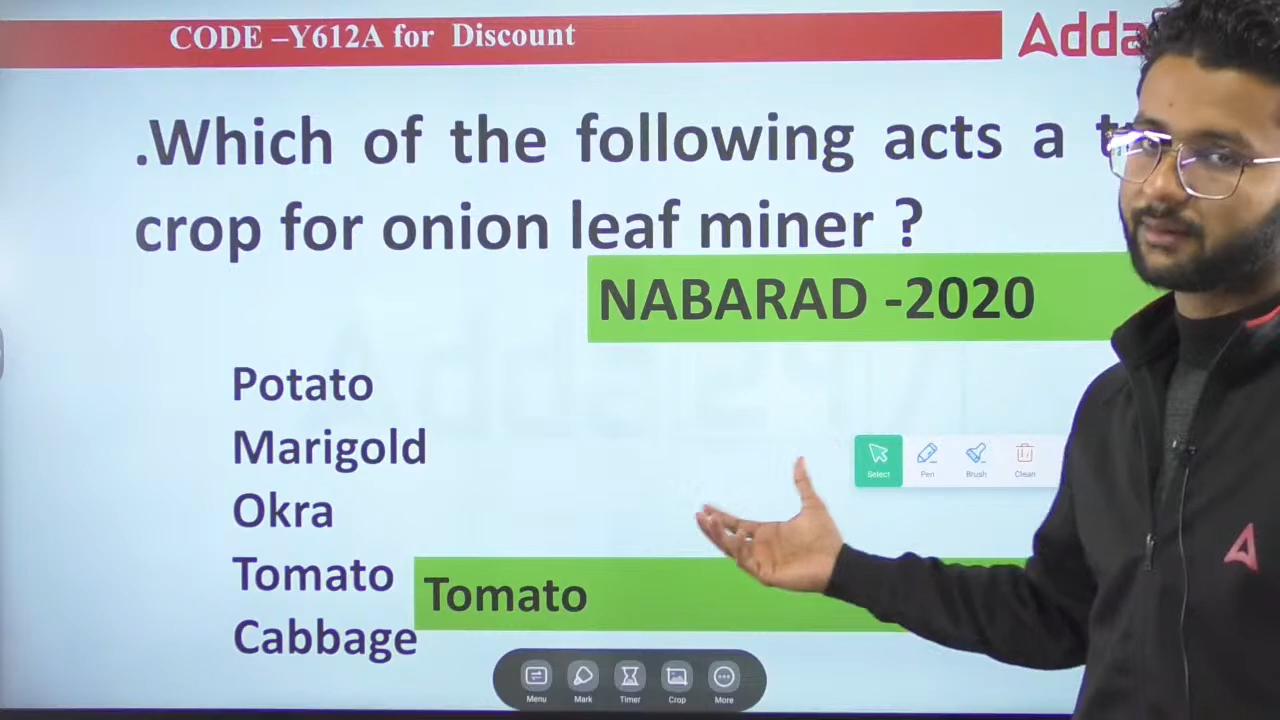 CODE –Y612A for Discount
Adda
.Which of the following acts a
crop for onion leaf miner ?
NABARAD -2020
Potato
Marigold
Okra
Tomato
Tomato
Cabbage
Select Pen Brush Clean
Menu Mark Timer Crop More